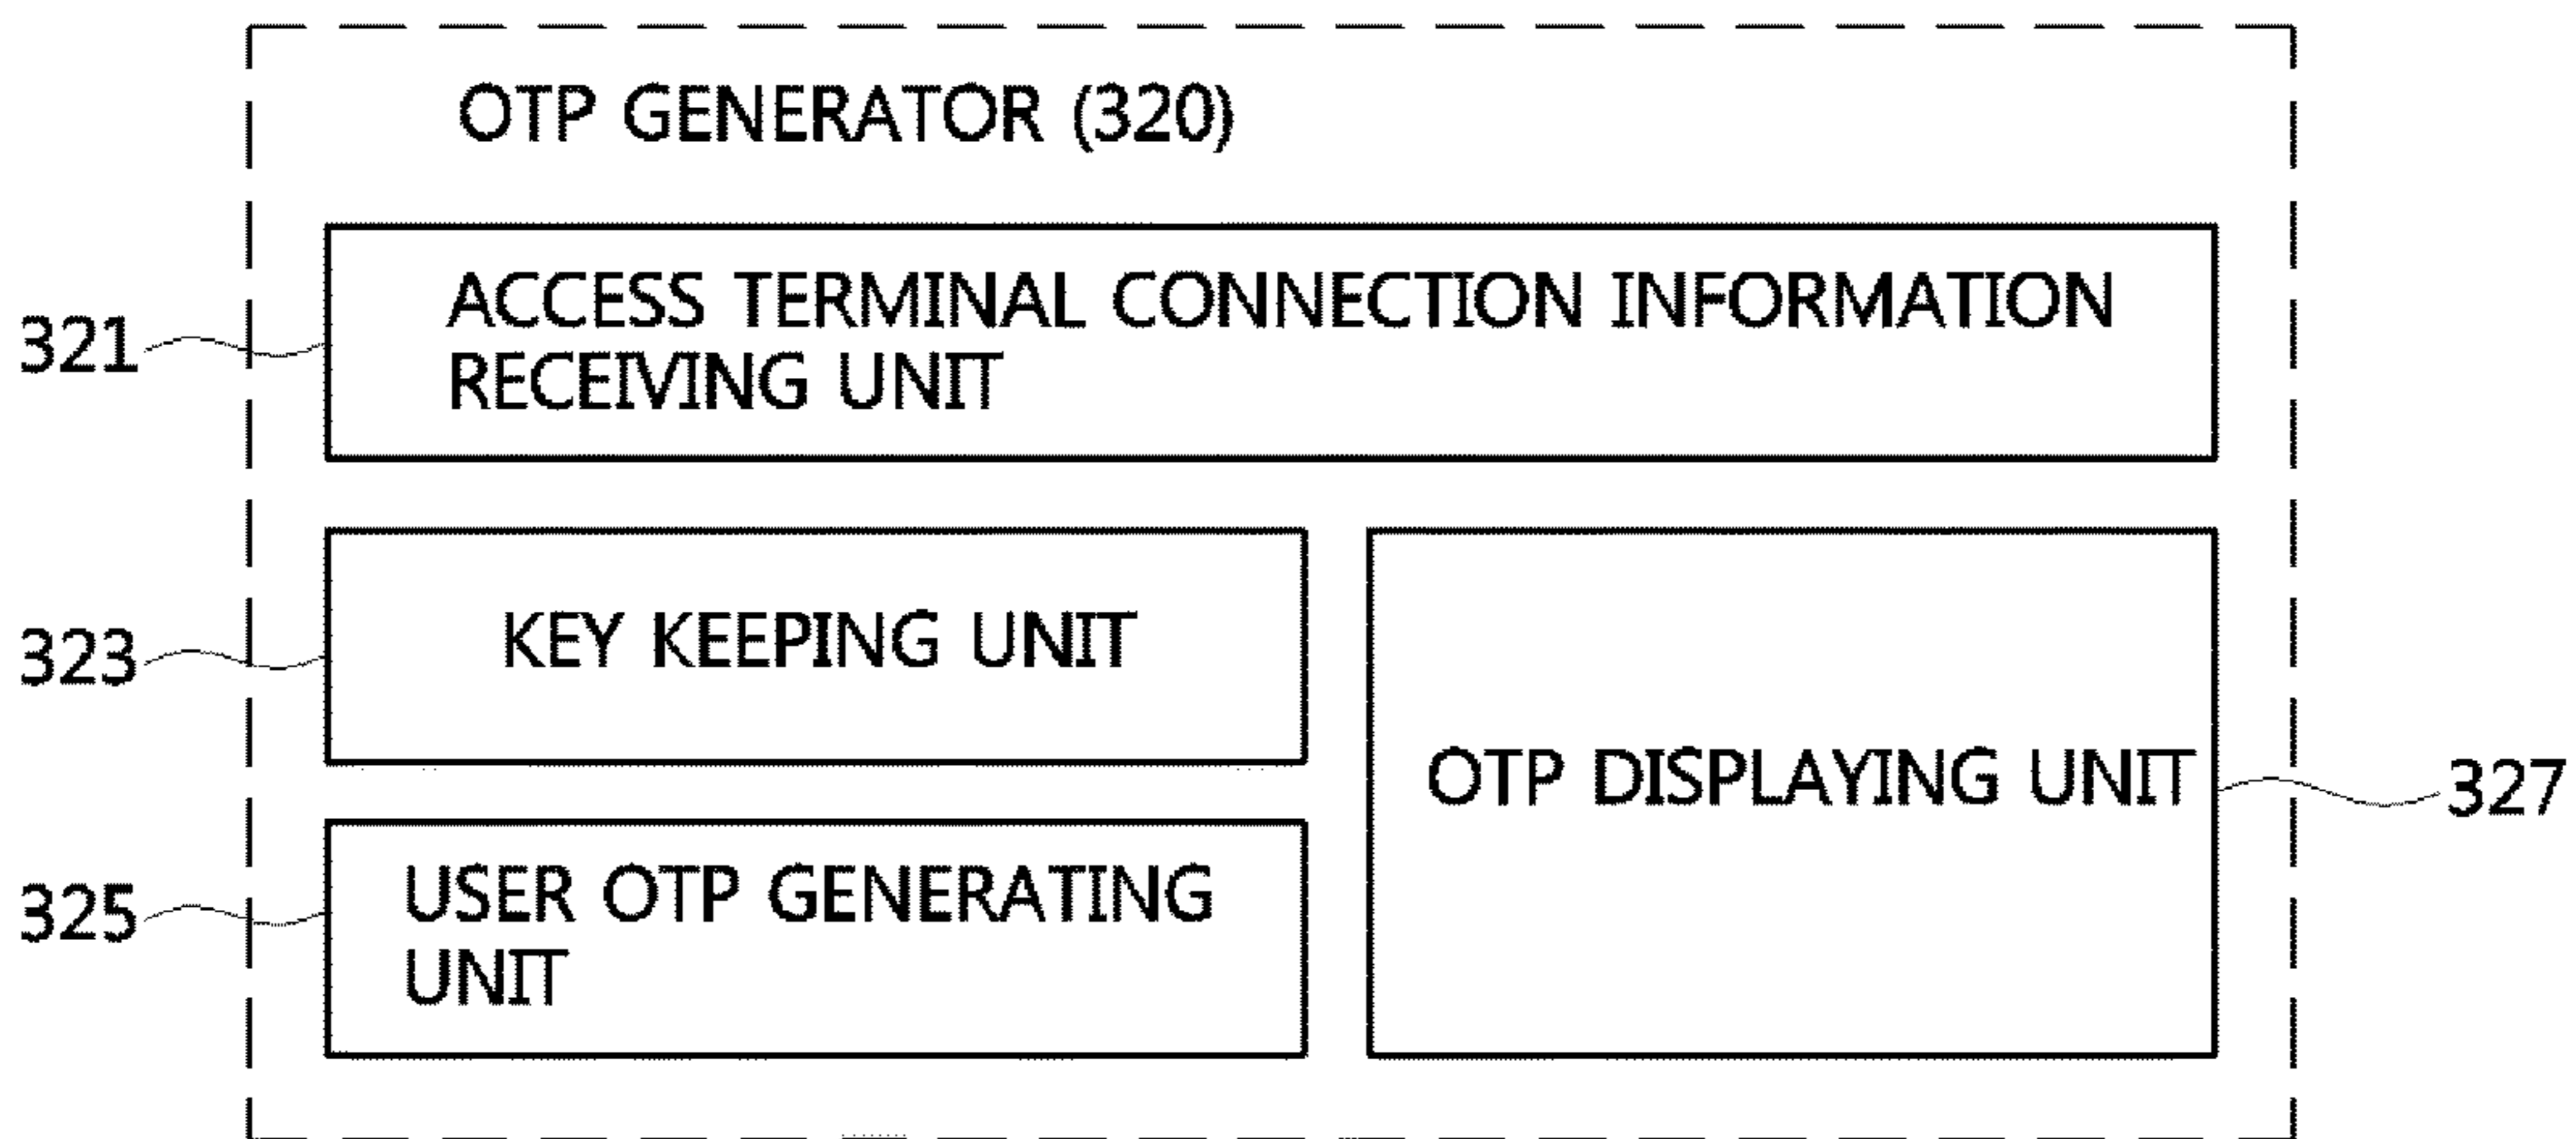 OTP GENERATOR (320)
321
ACCESS TERMINAL CONNECTION INFORMATION
RECEIVING UNIT
323
KEY KEEPING UNIT
325
USER OTP GENERATING
UNIT
OTP DISPLAYING UNIT
327